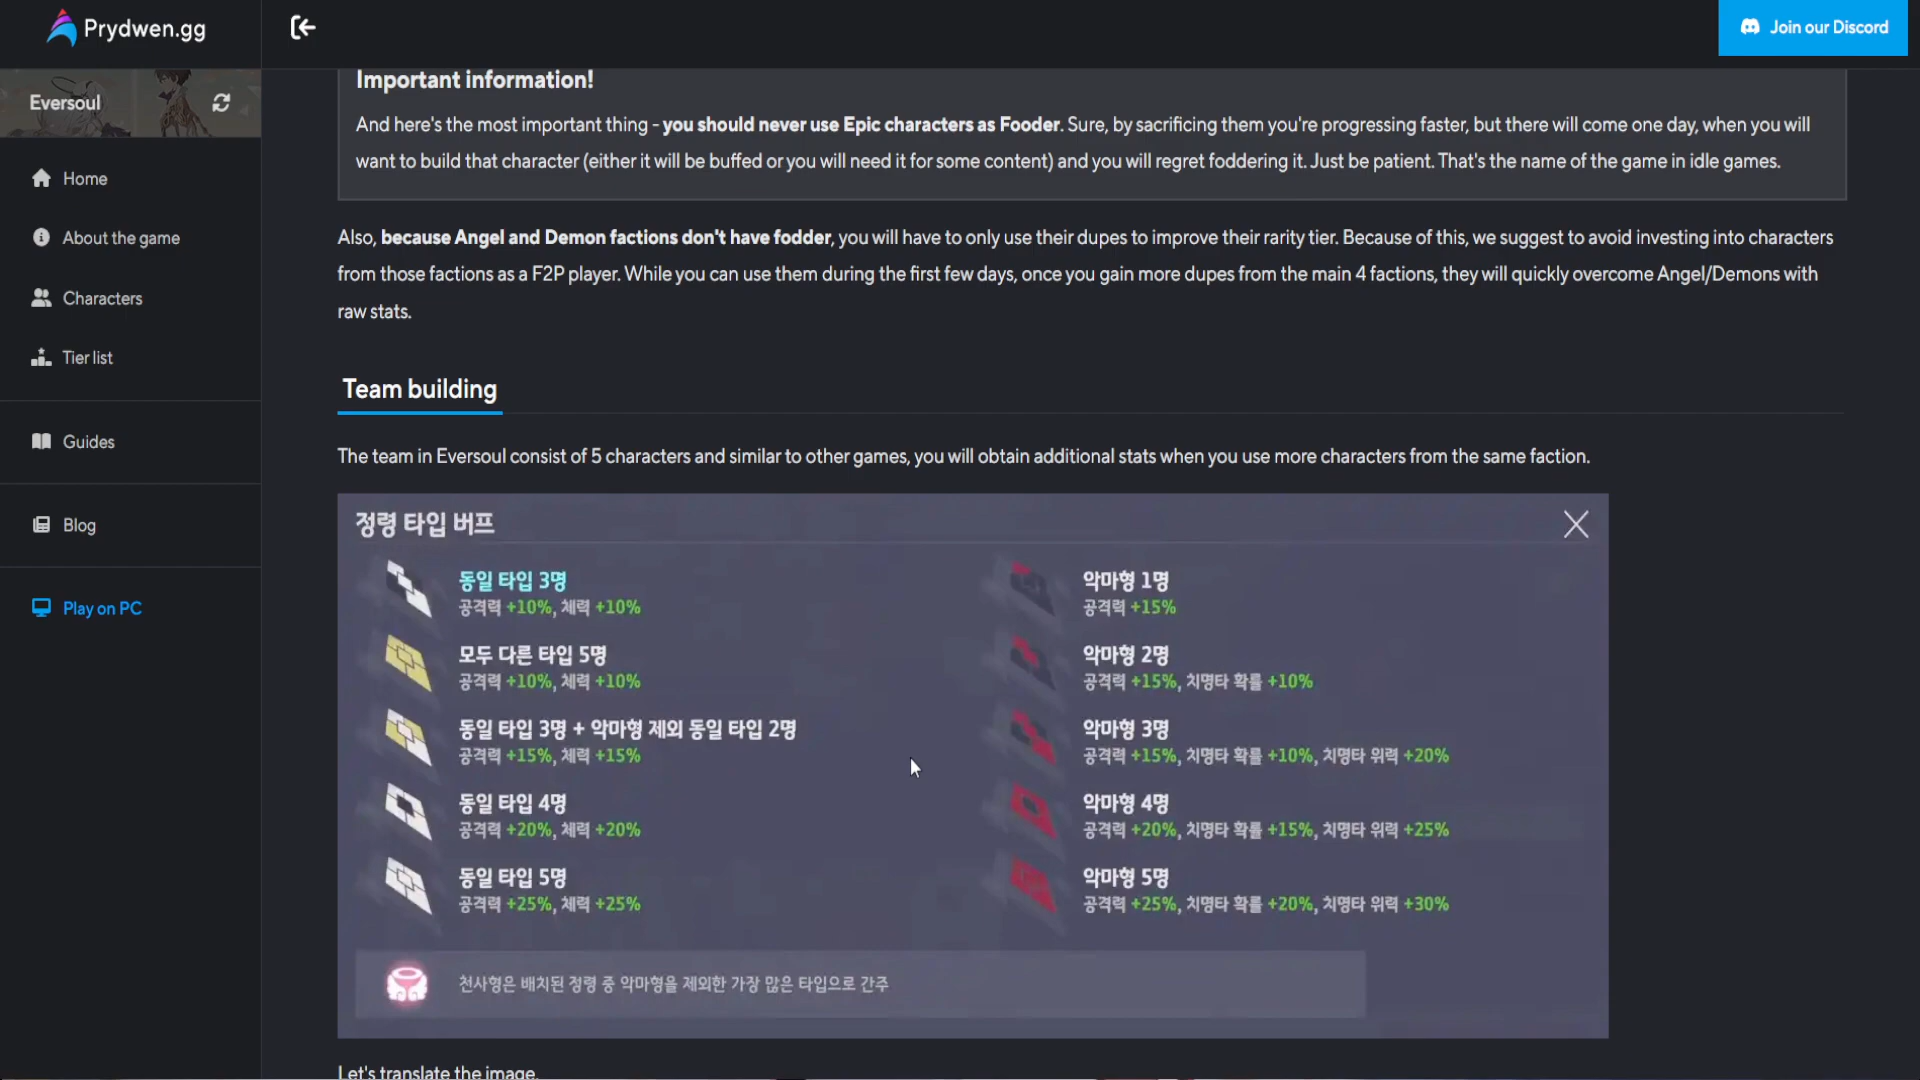 Prydwen.gg
Join our Discord
Eversoul
Home
About the game
Characters
Tier list
Guides
Blog
Play on PC
Important information!
And here's the most important thing - you should never use Epic characters as Fooder. Sure, by sacrificing them you're progressing faster, but there will come one day, when you will
want to build that character (either it will be buffed or you will need it for some content) and you will regret foddering it. Just be patient. That's the name of the game in idle games.
Also, because Angel and Demon factions don't have fodder, you will have to only use their dupes to improve their rarity tier. Because of this, we suggest to avoid investing into characters
from those factions as a F2P player. While you can use them during the first few days, once you gain more dupes from the main 4 factions, they will quickly overcome Angel/Demons with
raw stats.
Team building
The team in Eversoul consist of 5 characters and similar to other games, you will obtain additional stats when you use more characters from the same faction.
정령 타입 버프
동일 타입 3명
공격력 +10%, 체력 +10%
모두 다른 타입 5명
공격력 +10%, 체력 +10%
동일 타입 3명 + 악마형 제외 동일 타입 2명
공격력 +15%, 체력 +15%
동일 타입 4명
공격력 +20%, 체력 +20%
동일 타입 5명
공격력 +25%, 체력 +25%
악마형 1명
공격력 +15%
악마형 2명
공격력 +15%, 치명타 확률 +10%
악마형 3명
공격력 +15%, 치명타 확률 +10%, 치명타 위력 +20%
악마형 4명
공격력 +20%, 치명타 확률 +15%, 치명타 위력 +25%
악마형 5명
공격력 +25%, 치명타 확률 +20%, 치명타 위력 +30%
천사형은 배치된 정령 중 악마형을 제외한 가장 많은 타입으로 간주
Let's translate the image.